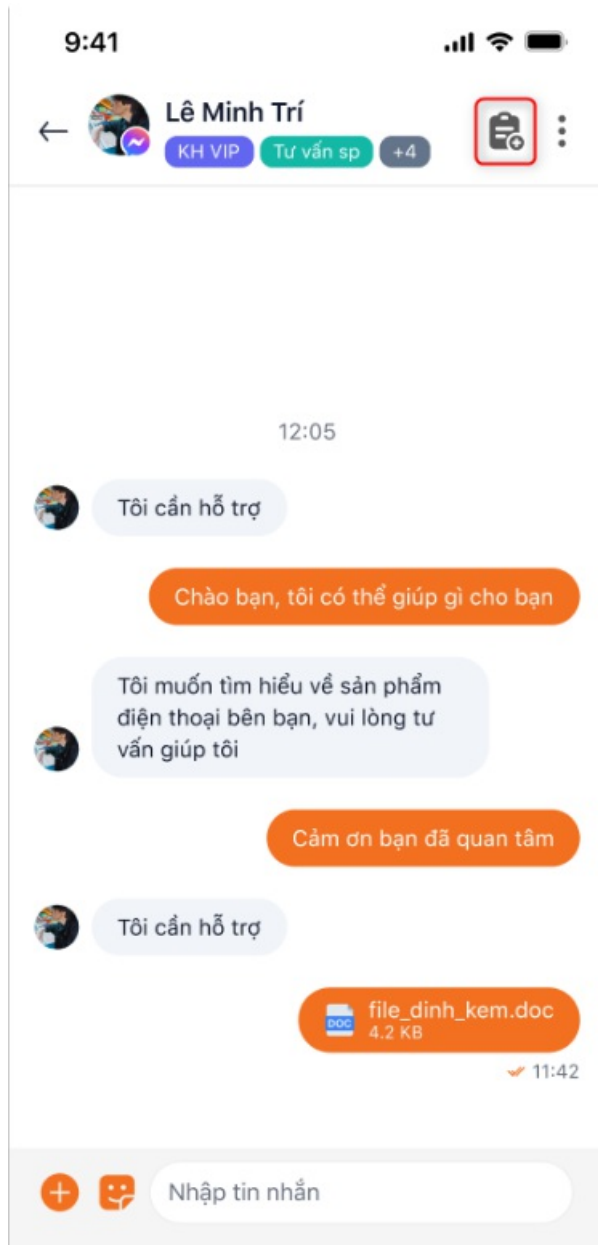 9:41
Lê Minh Trí
KH VIP Tư vấn sp +4
12:05
Tôi cần hỗ trợ
Chào bạn, tôi có thể giúp gì cho bạn
Tôi muốn tìm hiểu về sản phẩm
điện thoại bên bạn, vui lòng tư
vấn giúp tôi
Cảm ơn bạn đã quan tâm
Tôi cần hỗ trợ
DOC file_dinh_kem.doc
4.2 KB
11:42
Nhập tin nhắn